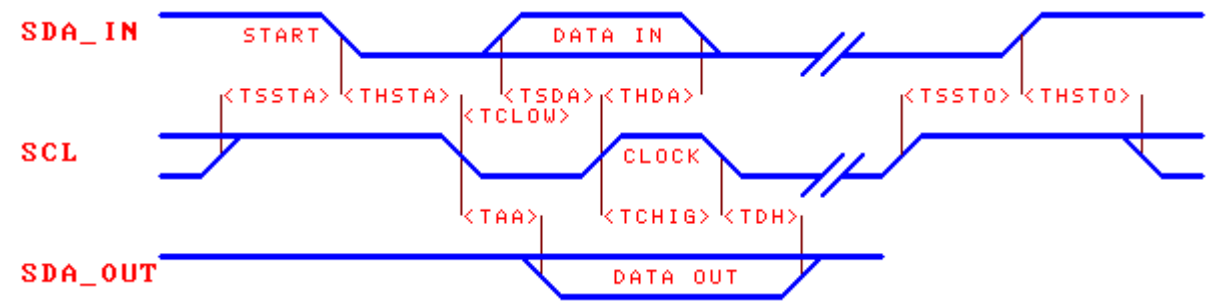 SDA_IN START DATA IN
<TSSTA> <THSTA> <TSDA> <THDA> <TSSTO> <THSTO>
<TCLOW>
SCL CLOCK
<TAA> <TCHIG> <TDH>
SDA_OUT DATA OUT